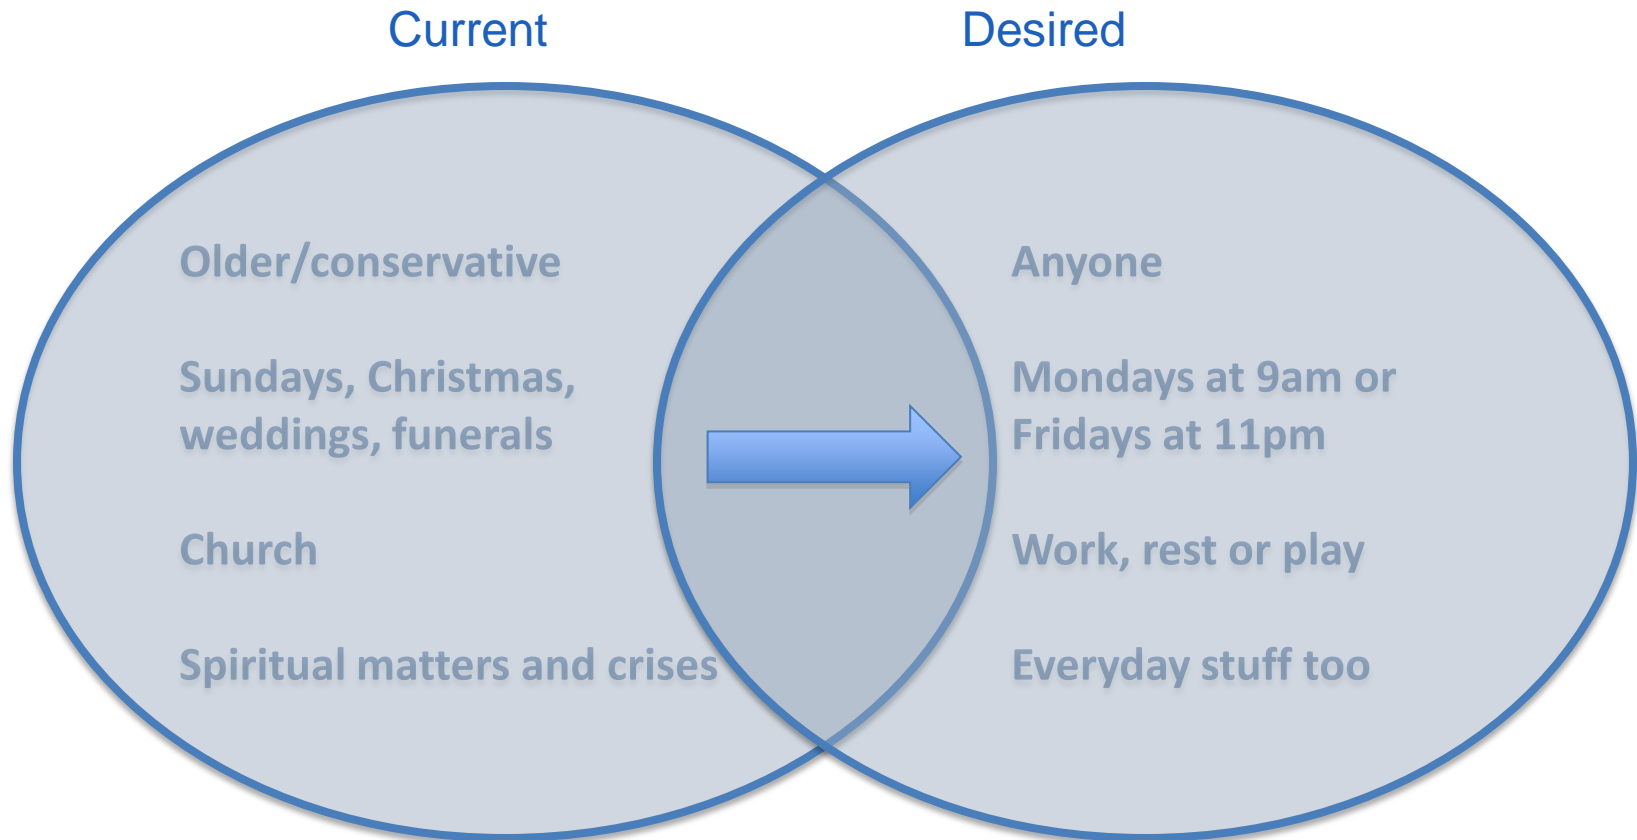 Current
Desired
Older/conservative
Sundays, Christmas,
weddings, funerals
Church
Spiritual matters and crises
Anyone
Mondays at 9am or
Fridays at 11pm
Work, rest or play
Everyday stuff too